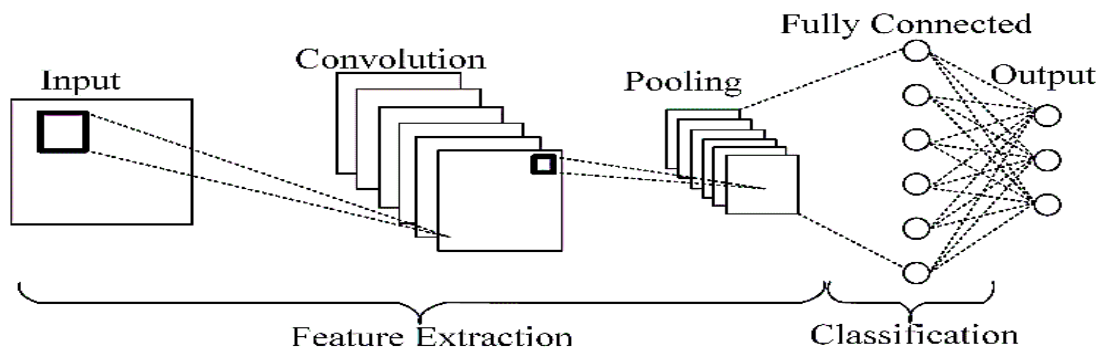 Fully Connected
Convolution
Input
Pooling
Output
Feature Extraction
Classification